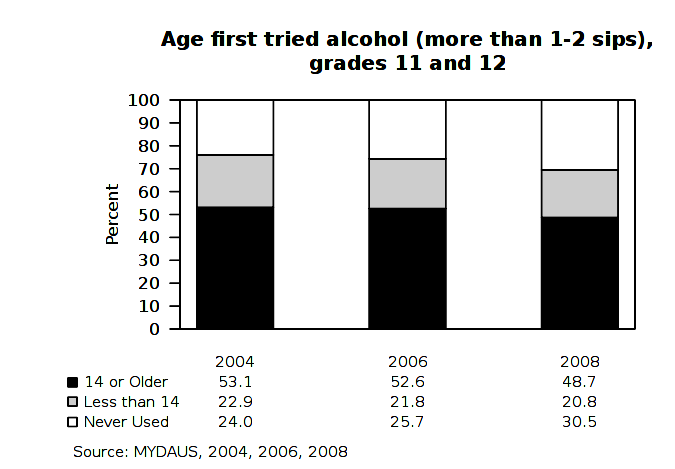 Age first tried alcohol (more than 1-2 sips),
grades 11 and 12
100
90
80
70
60
50
40
30
20
10
0
Percent
2004 2006 2008
14 or Older 53.1 52.6 48.7
Less than 14 22.9 21.8 20.8
Never Used 24.0 25.7 30.5
Source: MYDAUS, 2004, 2006, 2008